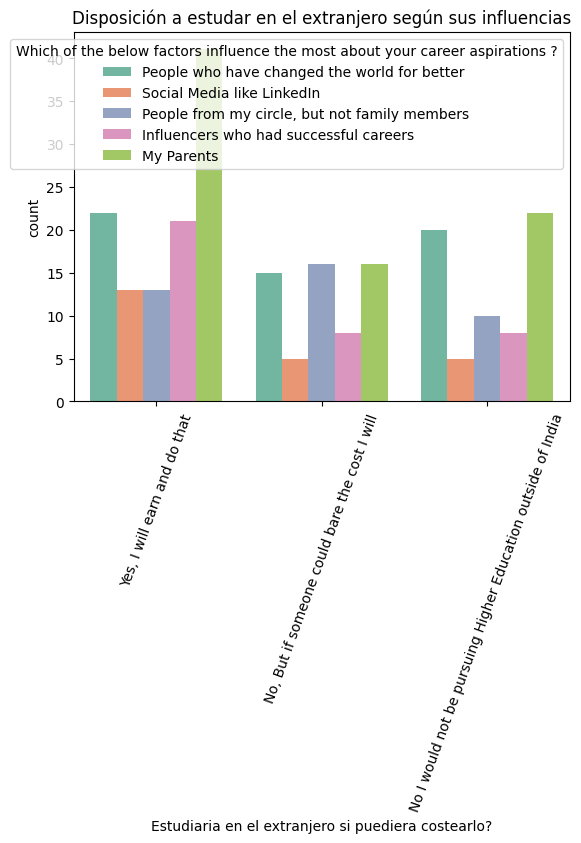 Disposición a estudar en el extranjero según sus influencias
Which of the below factors influence the most about your career aspirations ?
People who have changed the world for better
Social Media like LinkedIn
People from my circle, but not family members
Influencers who had successful careers
My Parents
count
40
35
30
25
20
15
10
5
0
Yes, I will earn and do that
No, But if someone could bare the cost I will
No I would not be pursuing Higher Education outside of India
Estudiaria en el extranjero si puediera costearlo?